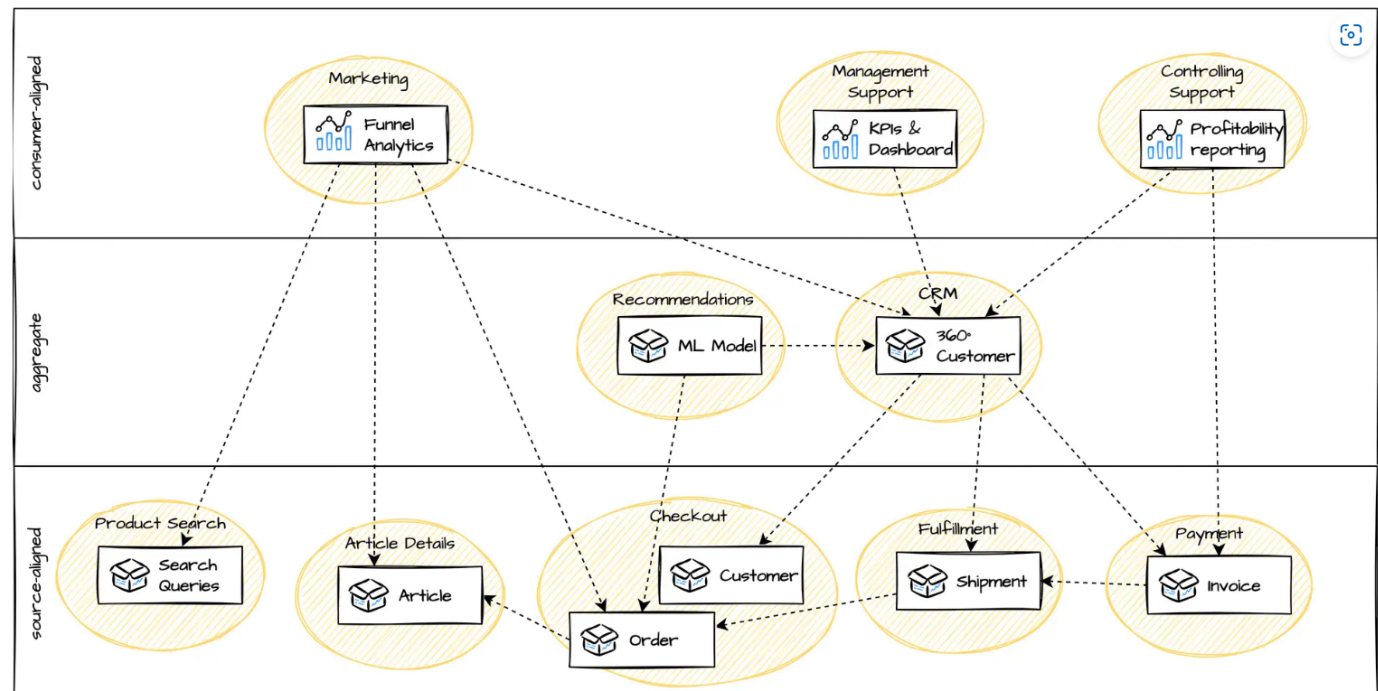 consumer-aligned
Marketing
Funnel
Analytics
Management
Support
KPIs &
Dashboard
Controlling
Support
Profitability
reporting
aggregate
Recommendations
ML Model
CRM
360°
Customer
source-aligned
Product Search
Search
Queries
Article Details
Article
Checkout
Customer
Order
Fulfillment
Shipment
Payment
Invoice